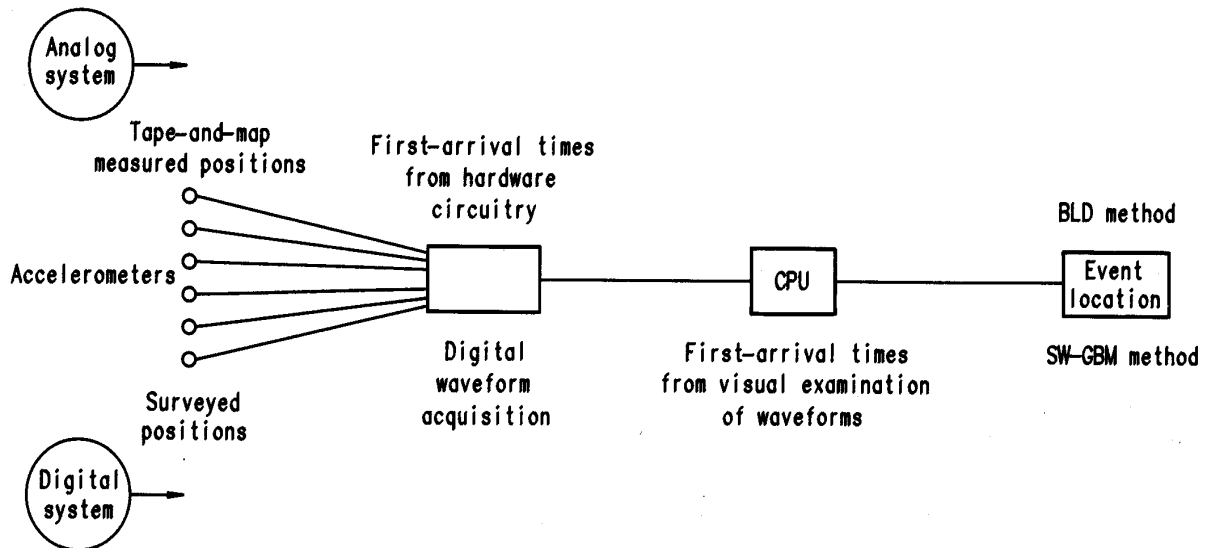 Analog
system
Tape-and-map
measured positions
First-arrival times
from hardware
circuitry
BLD method
Accelerometers
CPU
Event
location
Surveyed
positions
Digital
waveform
acquisition
First-arrival times
from visual examination
of waveforms
SW-GBM method
Digital
system